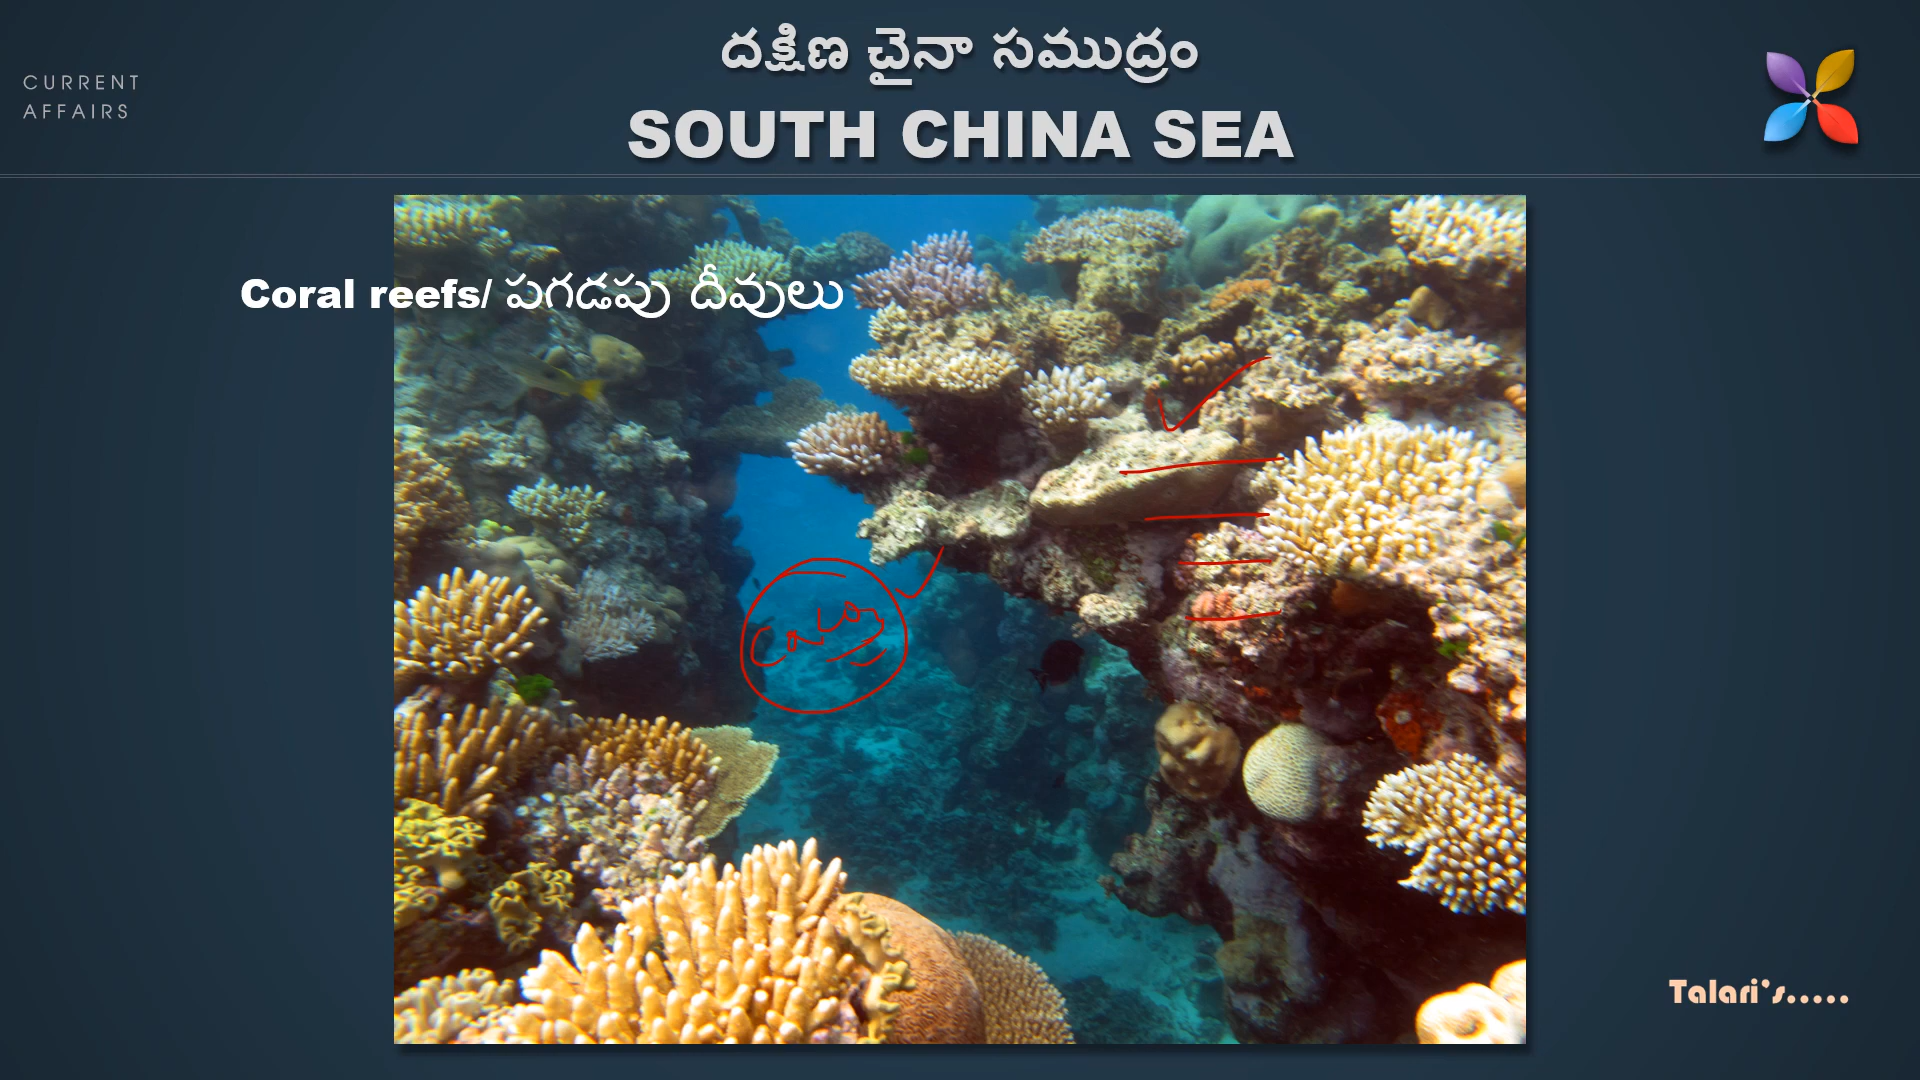 దక్షిణ చైనా సముద్రం
SOUTH CHINA SEA
CURRENT
AFFAIRS
Coral reefs/ పగడపు దీవులు
Talari's.....